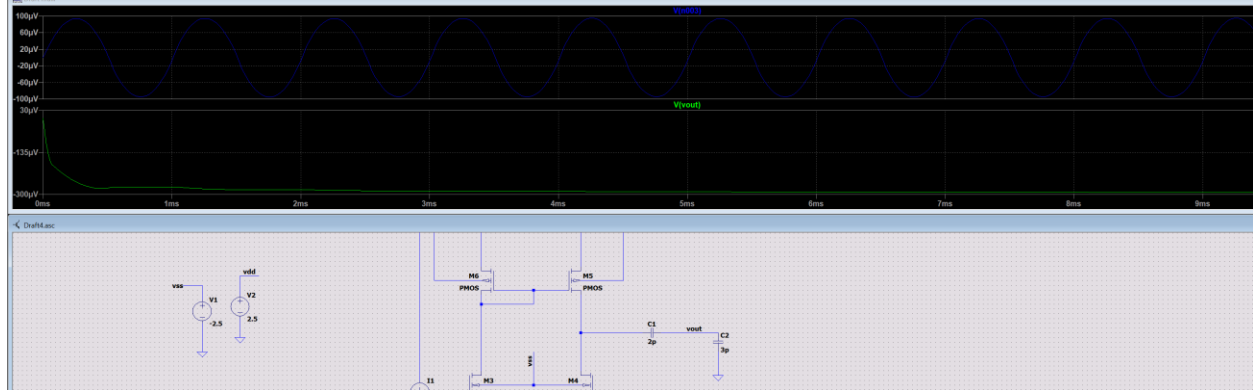 100µV
60µV
20µV
-20µV
-60µV
-100µV
30µV
V(vout)
-135µV
-300µV
0ms 1ms 2ms 3ms 4ms 5ms 6ms 7ms 8ms 9ms
Draft4.asc
vdd
vss
V1
V2
-2.5
2.5
M6
M5
PMOS
PMOS
C1
vout
C2
2p
3p
vss
I1
M3
M4